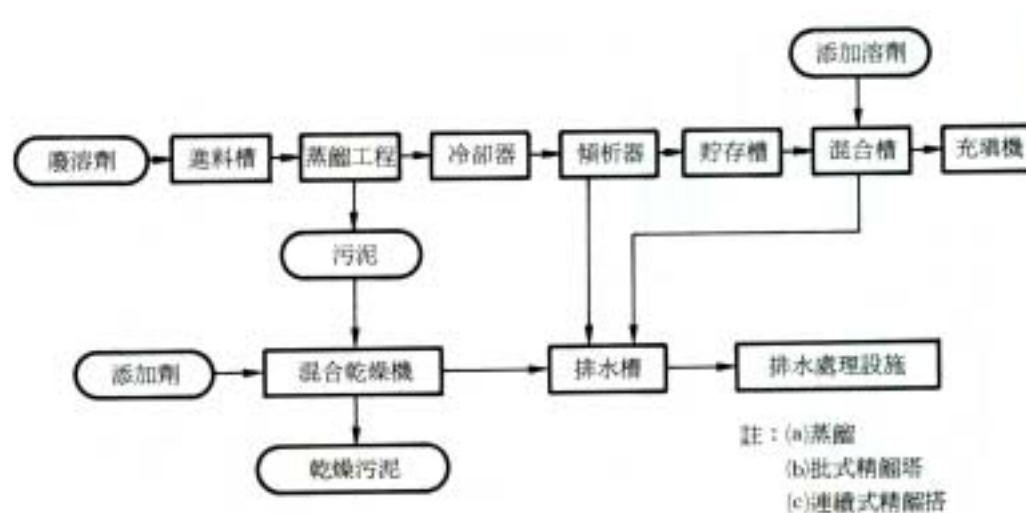 添加溶劑
廢溶劑
進料槽
蒸餾工程
冷卻器
傾析器
貯存槽
混合槽
充填機
污泥
添加劑
混合乾燥機
排水槽
排水處理設施
乾燥污泥
註：(a)蒸餾
(b)批式精餾塔
(c)連續式精餾搭